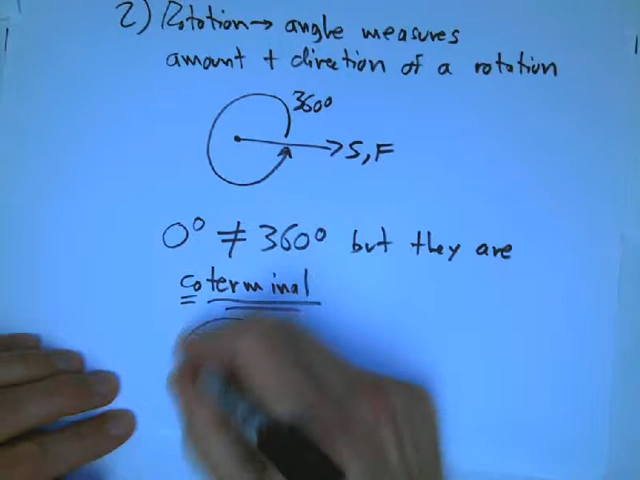 2) Rotation → angle measures
amount + direction of a rotation
360°
S, F
0° ≠ 360° but they are
coterminal